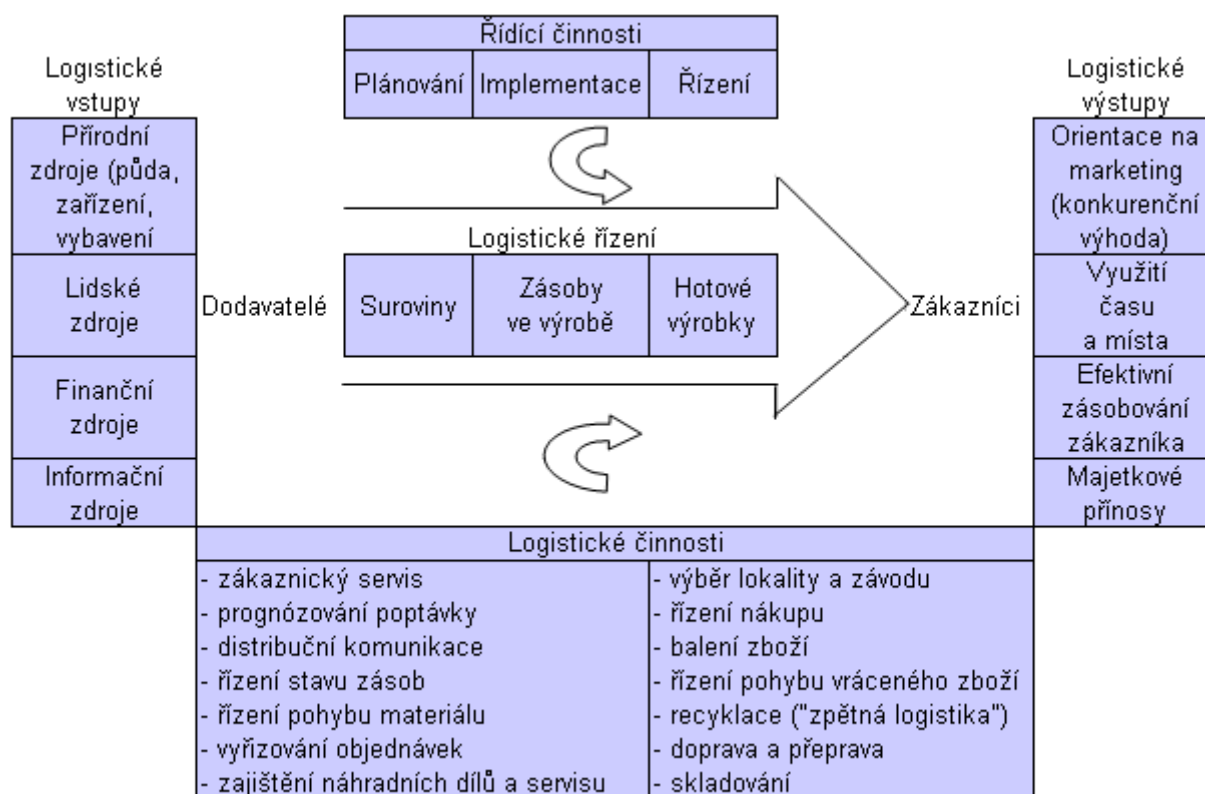 Řídící činnosti
Plánování
Implementace
Řízení
Logistické
vstupy
Přírodní
zdroje (půda,
zařízení,
vybavení
Lidské
zdroje
Finanční
zdroje
Informační
zdroje
Dodavatelé
Logistické řízení
Suroviny
Zásoby
ve výrobě
Hotové
výrobky
Zákazníci
Logistické
výstupy
Orientace na
marketing
(konkurenční
výhoda)
Využití
času
a místa
Efektivní
zásobování
zákazníka
Majetkové
přínosy
Logistické činnosti
- zákaznický servis
- prognózování poptávky
- distribuční komunikace
- řízení stavu zásob
- řízení pohybu materiálu
- vyřizování objednávek
- zajištění náhradních dílů a servisu
- výběr lokality a závodu
- řízení nákupu
- balení zboží
- řízení pohybu vráceného zboží
- recyklace ("zpětná logistika")
- doprava a přeprava
- skladování